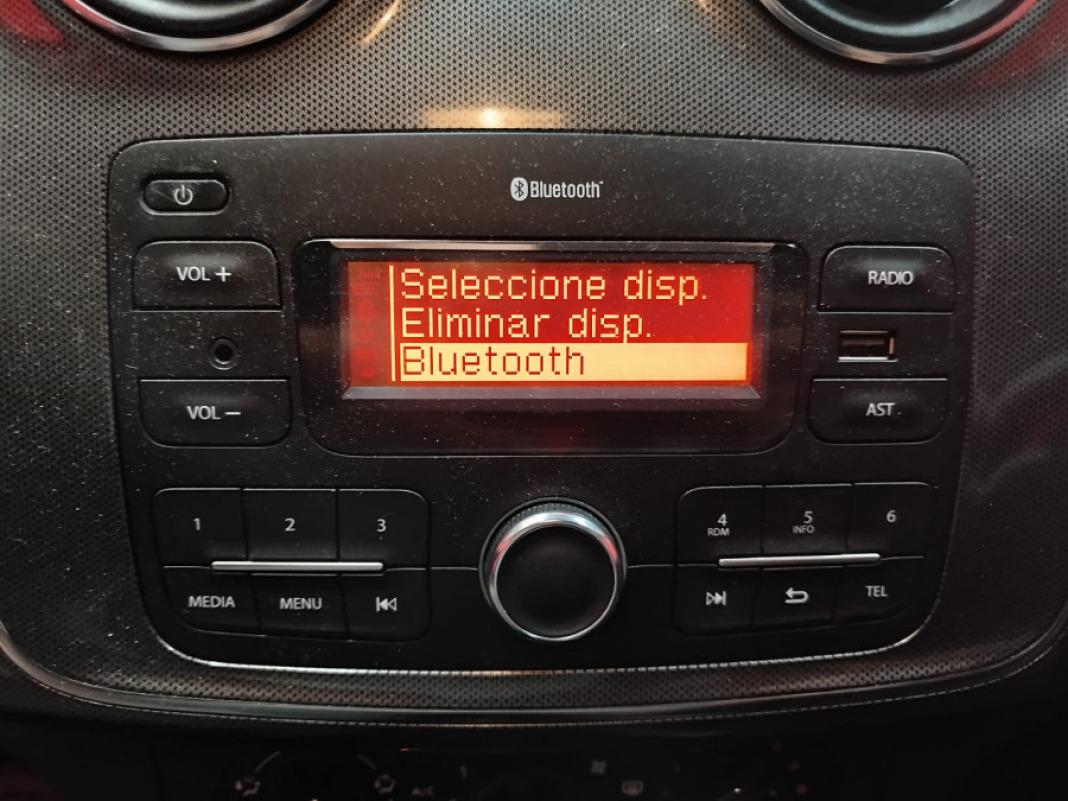 Bluetooth
VOL +
Seleccione disp.
Eliminar disp.
Bluetooth
RADIO
VOL −
AST
1
2
3
4
RDM
5
INFO
6
MEDIA
MENU
TEL
A/C